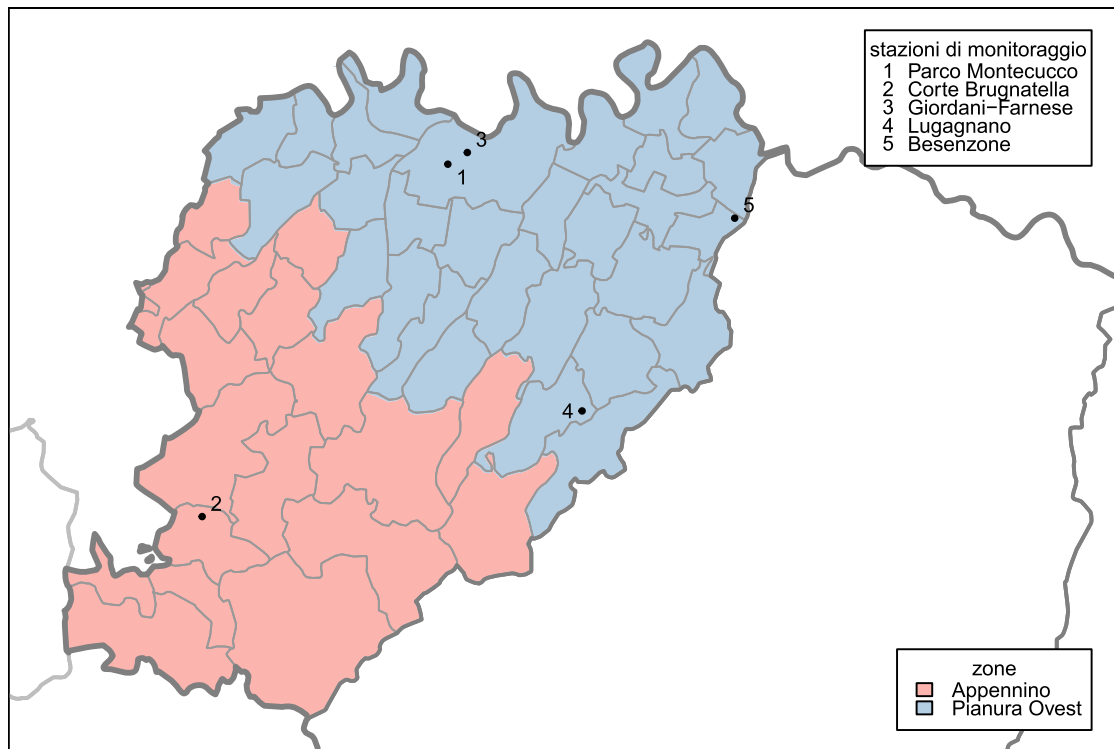 stazioni di monitoraggio
1 Parco Montecucco
2 Corte Brugnatella
3 Giordani−Farnese
4 Lugagnano
5 Besenzone
3
1
5
4
2
zone
Appennino
Pianura Ovest